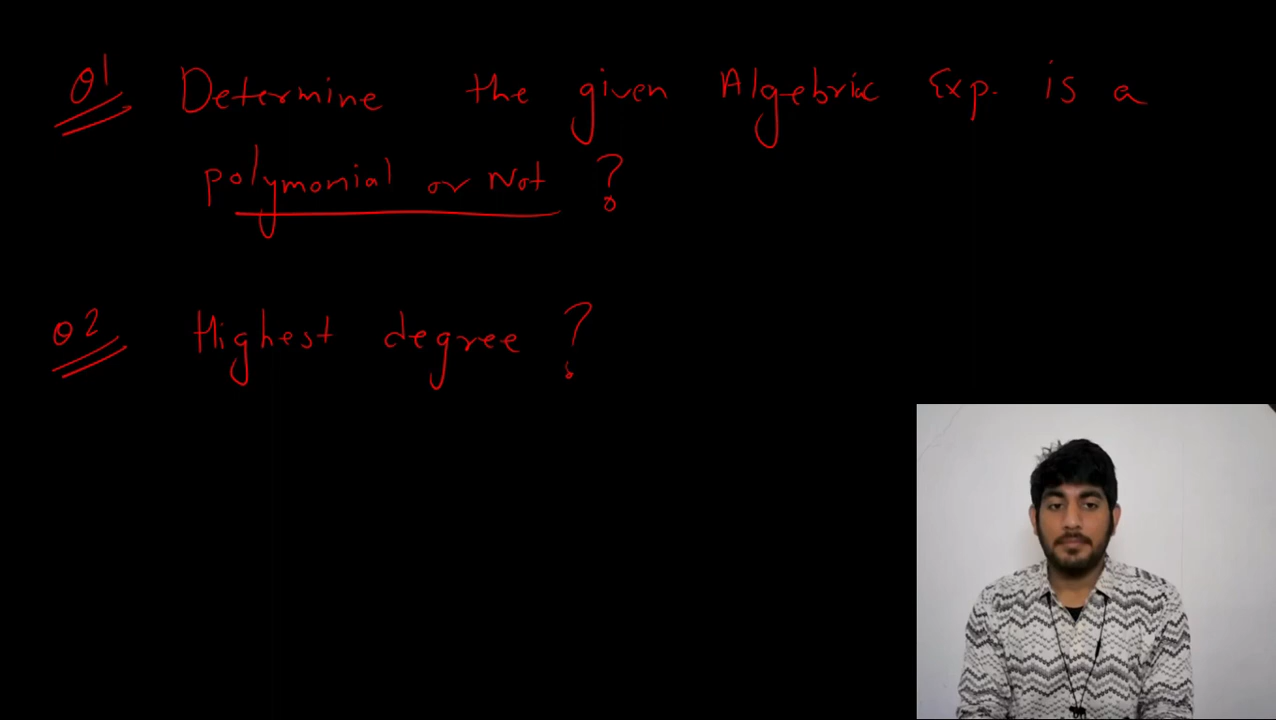 Q1 Determine the given Algebric Exp. is a
polymonial or Not ?
Q2 Highest degree ?